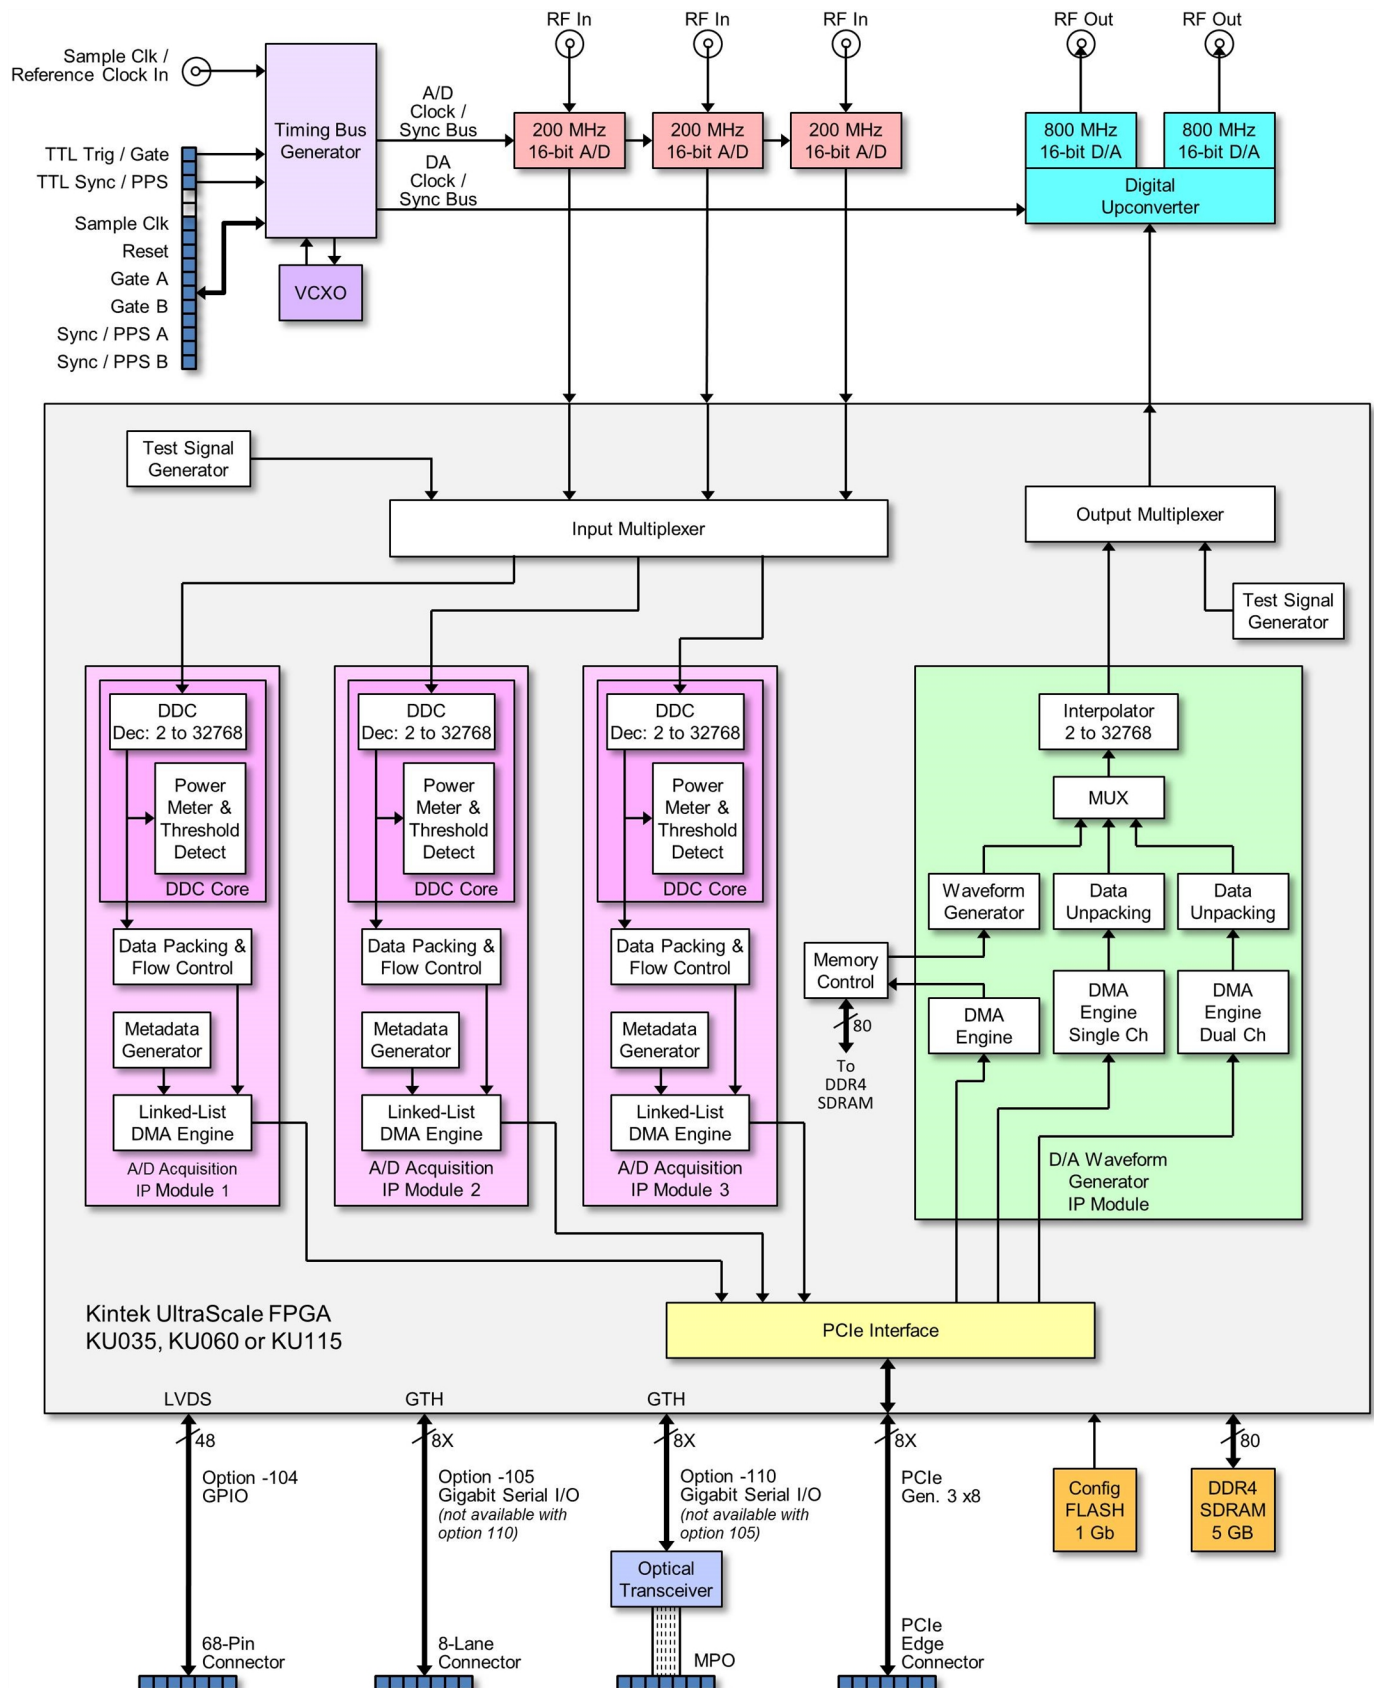 RF In
RF In
RF In
RF Out
RF Out
Sample Clk /
Reference Clock In
Timing Bus
Generator
A/D
Clock /
Sync Bus
200 MHz
16-bit A/D
200 MHz
16-bit A/D
200 MHz
16-bit A/D
800 MHz
16-bit D/A
800 MHz
16-bit D/A
TTL Trig / Gate
TTL Sync / PPS
DA
Clock /
Sync Bus
Digital
Upconverter
Sample Clk
Reset
Gate A
Gate B
Sync / PPS A
Sync / PPS B
VCXO
Test Signal
Generator
Input Multiplexer
Output Multiplexer
Test Signal
Generator
DDC
Dec: 2 to 32768
Power
Meter &
Threshold
Detect
DDC Core
Data Packing &
Flow Control
Metadata
Generator
Linked-List
DMA Engine
A/D Acquisition
IP Module 1
DDC
Dec: 2 to 32768
Power
Meter &
Threshold
Detect
DDC Core
Data Packing &
Flow Control
Metadata
Generator
Linked-List
DMA Engine
A/D Acquisition
IP Module 2
DDC
Dec: 2 to 32768
Power
Meter &
Threshold
Detect
DDC Core
Data Packing &
Flow Control
Metadata
Generator
Linked-List
DMA Engine
A/D Acquisition
IP Module 3
Interpolator
2 to 32768
MUX
Waveform
Generator
Data
Unpacking
Data
Unpacking
Memory
Control
80
To
DDR4
SDRAM
DMA
Engine
DMA
Engine
Single Ch
DMA
Engine
Dual Ch
D/A Waveform
Generator
IP Module
Kintek UltraScale FPGA
KU035, KU060 or KU115
PCIe Interface
LVDS
GTH
GTH
48
8X
8X
8X
80
Option -104
GPIO
Option -105
Gigabit Serial I/O
(not available with
option 110)
Option -110
Gigabit Serial I/O
(not available with
option 105)
PCIe
Gen. 3 x8
Config
FLASH
1 Gb
DDR4
SDRAM
5 GB
Optical
Transceiver
68-Pin
Connector
8-Lane
Connector
MPO
PCIe
Edge
Connector